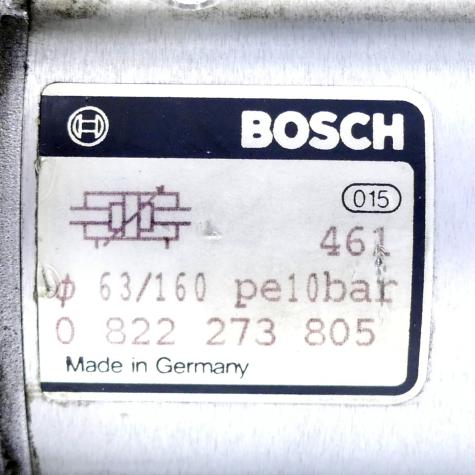 BOSCH
015
461
ϕ 63/160 pe10bar
0 822 273 805
Made in Germany